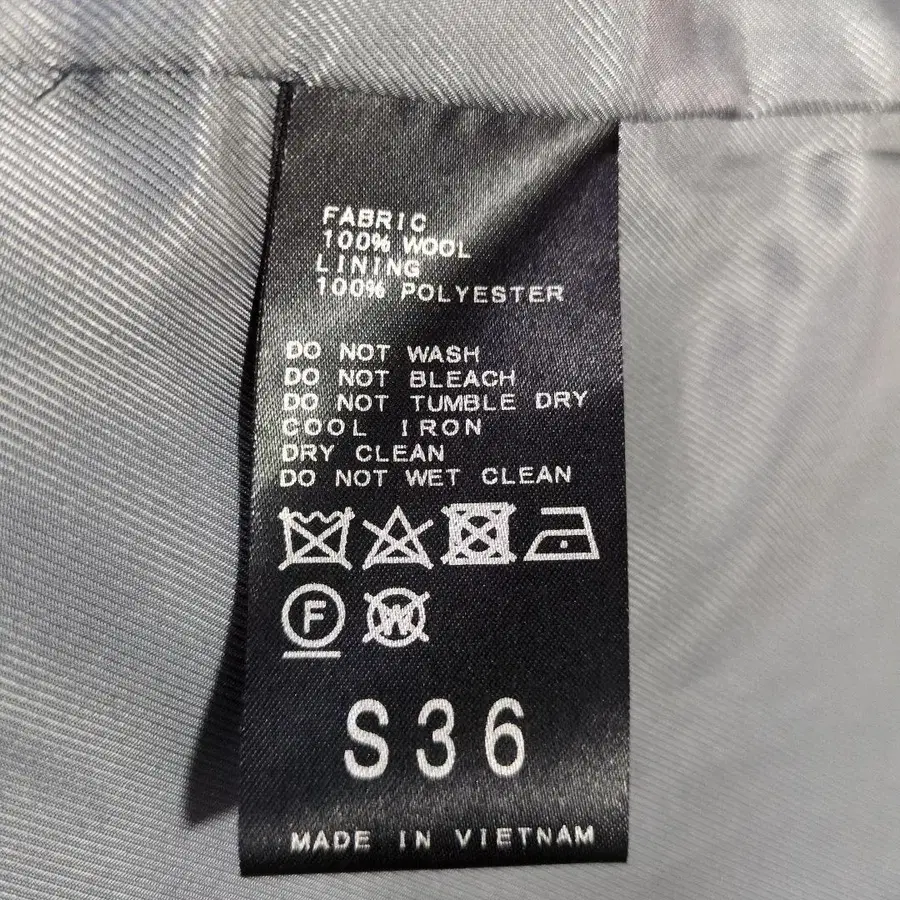 FABRIC
100% WOOL
LINING
100% POLYESTER
DO NOT WASH
DO NOT BLEACH
DO NOT TUMBLE DRY
COOL IRON
DRY CLEAN
DO NOT WET CLEAN
F W
S36
MADE IN VIETNAM